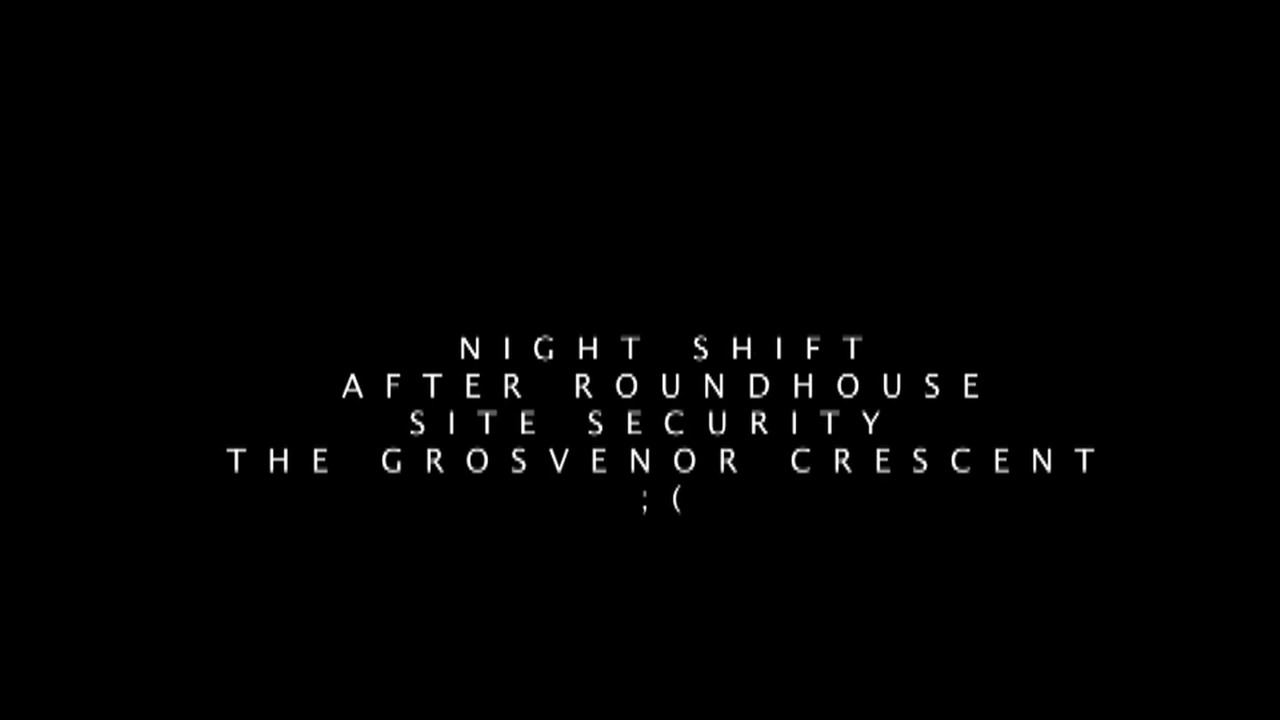 NIGHT SHIFT
AFTER ROUNDHOUSE
SITE SECURITY
THE GROSVENOR CRESCENT
;(